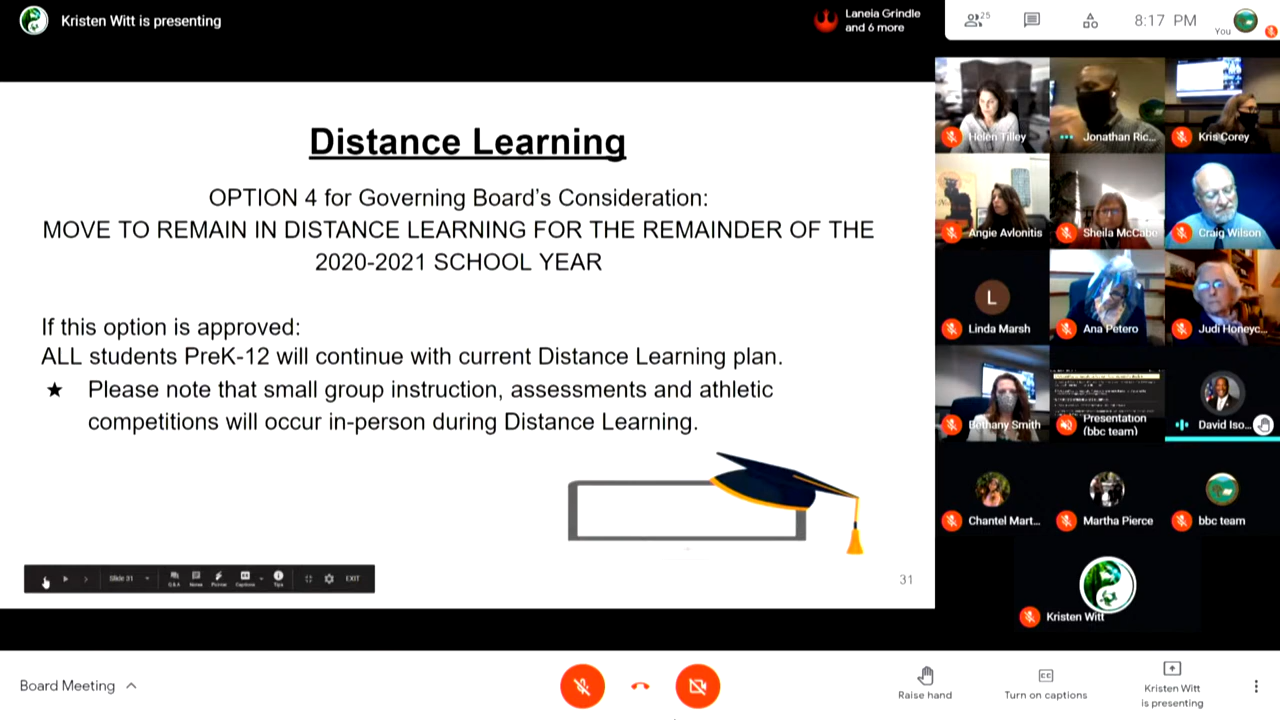 Kristen Witt is presenting
Laneia Grindle
and 6 more
25
8:17 PM
You
Distance Learning
OPTION 4 for Governing Board's Consideration:
MOVE TO REMAIN IN DISTANCE LEARNING FOR THE REMAINDER OF THE
2020-2021 SCHOOL YEAR
If this option is approved:
ALL students PreK-12 will continue with current Distance Learning plan.
★ Please note that small group instruction, assessments and athletic
competitions will occur in-person during Distance Learning.
Slide 31
Q&A
Notes
Pointer
Captions
Tips
EXIT
31
Helen Tilley
Jonathan Ric...
Kris Corey
Angie Avlonitis
Sheila McCabe
Craig Wilson
L
Linda Marsh
Ana Petero
Judi Honeyc...
Bethany Smith
Presentation
(bbc team)
David Iso...
Chantel Mart...
Martha Pierce
bbc team
Kristen Witt
Board Meeting
Raise hand
CC
Turn on captions
Kristen Witt
is presenting